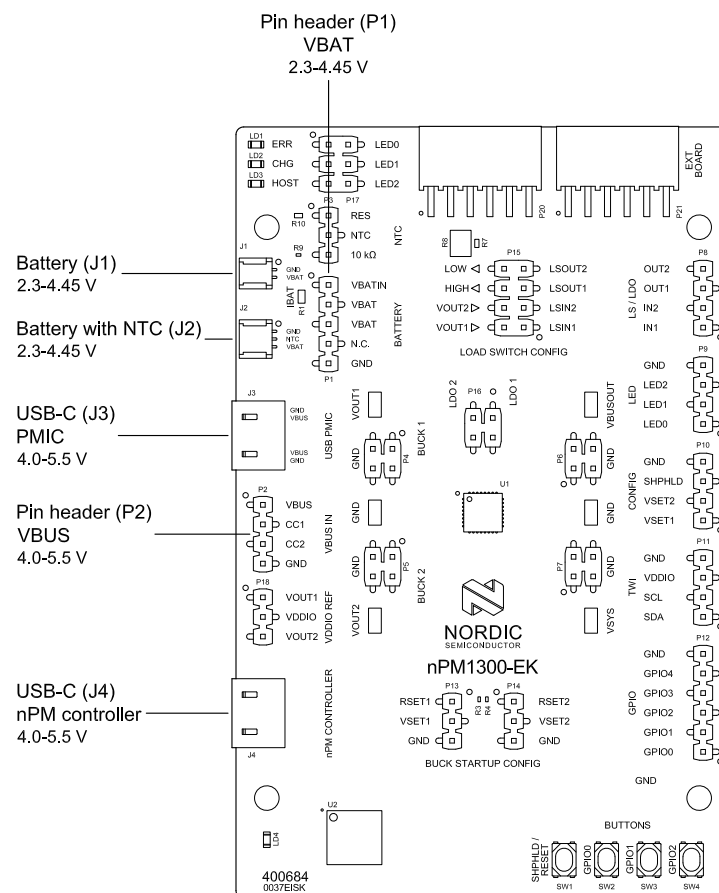 Pin header (P1)
VBAT
2.3-4.45 V
LD1
ERR
LED0
LD2
CHG
LED1
LD3
HOST
LED2
P3
P17
P20
P21
EXT
BOARD
R10
RES
NTC
R9
10 kΩ
NTC
R8
R7
P15
LOW
LSOUT2
HIGH
LSOUT1
VOUT2
LSIN2
VOUT1
LSIN1
LOAD SWITCH CONFIG
P8
OUT2
OUT1
IN2
IN1
LS / LDO
Battery (J1)
2.3-4.45 V
J1
GND
VBAT
IBAT
R1
VBATIN
VBAT
VBAT
N.C.
GND
BATTERY
P1
Battery with NTC (J2)
2.3-4.45 V
J2
GND
NTC
VBAT
USB-C (J3)
PMIC
4.0-5.5 V
J3
GND
VBUS
VBUS
GND
USB PMIC
VOUT1
BUCK 1
GND
P4
GND
LDO 2
P16
LDO 1
VBUSOUT
P6
GND
GND
P9
GND
LED2
LED1
LED0
LED
P10
GND
SHPHLD
VSET2
VSET1
CONFIG
Pin header (P2)
VBUS
4.0-5.5 V
P2
VBUS
CC1
CC2
GND
VBUS IN
P18
VOUT1
VDDIO
VOUT2
VDDIO REF
GND
P5
BUCK 2
VOUT2
U1
P7
GND
VSYS
P11
GND
VDDIO
SCL
SDA
TWI
NORDIC
SEMICONDUCTOR
nPM1300-EK
P12
GND
GPIO4
GPIO3
GPIO2
GPIO1
GPIO0
GPIO
USB-C (J4)
nPM controller
4.0-5.5 V
J4
nPM CONTROLLER
P13
R3
R4
P14
RSET1
RSET2
VSET1
VSET2
GND
GND
BUCK STARTUP CONFIG
GND
U2
LD4
400684
0037EISK
BUTTONS
SHPHLD /
RESET
GPIO0
GPIO1
GPIO2
SW1
SW2
SW3
SW4